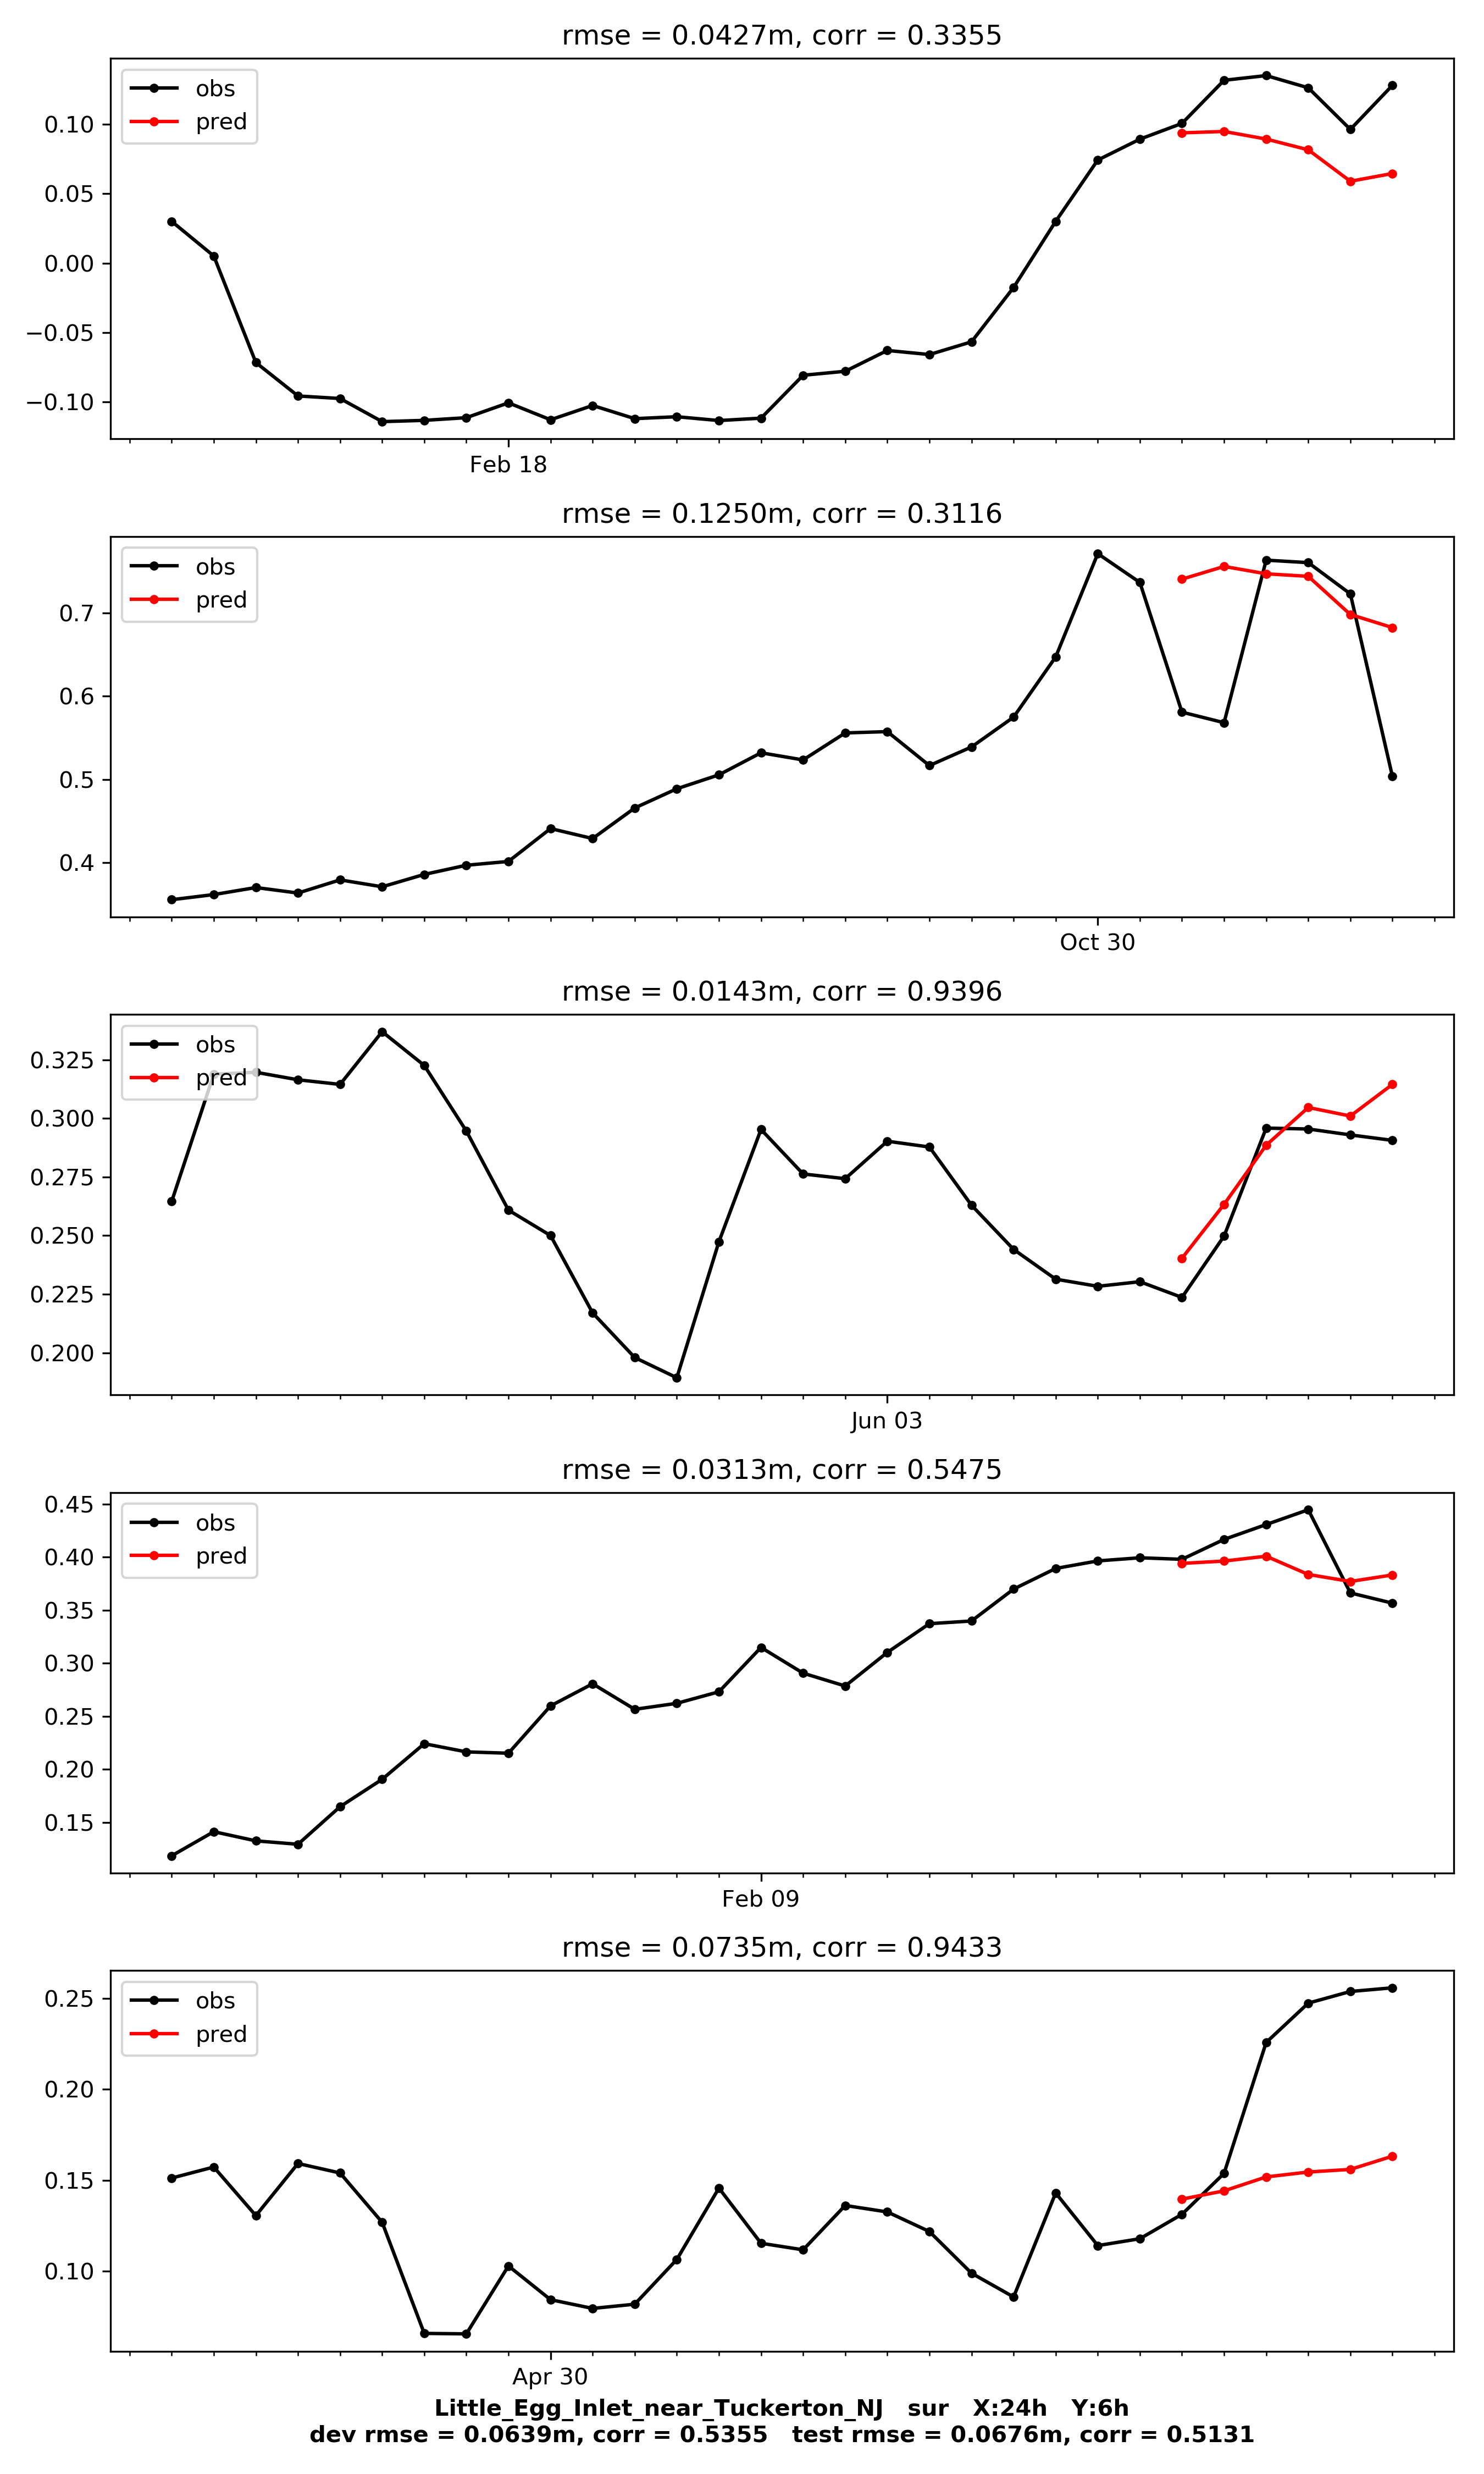 rmse = 0.0427m, corr = 0.3355
obs
pred
0.10
0.05
0.00
−0.05
−0.10
Feb 18
rmse = 0.1250m, corr = 0.3116
obs
pred
0.7
0.6
0.5
0.4
Oct 30
rmse = 0.0143m, corr = 0.9396
obs
pred
0.325
0.300
0.275
0.250
0.225
0.200
Jun 03
rmse = 0.0313m, corr = 0.5475
obs
pred
0.45
0.40
0.35
0.30
0.25
0.20
0.15
Feb 09
rmse = 0.0735m, corr = 0.9433
obs
pred
0.25
0.20
0.15
0.10
Apr 30
Little_Egg_Inlet_near_Tuckerton_NJ   sur   X:24h   Y:6h
dev rmse = 0.0639m, corr = 0.5355   test rmse = 0.0676m, corr = 0.5131